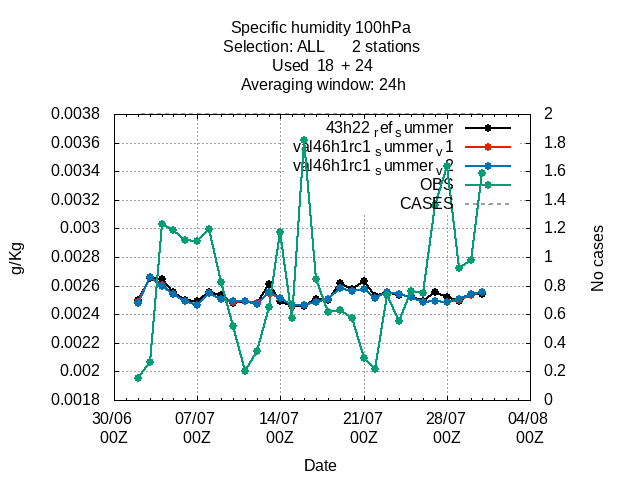 Specific humidity 100hPa
Selection: ALL 2 stations
Used 18 + 24
Averaging window: 24h
43h22_ref_summer
val46h1rc1_summer_v1
val46h1rc1_summer_v2
OBS
CASES
g/Kg
0.0038
0.0036
0.0034
0.0032
0.003
0.0028
0.0026
0.0024
0.0022
0.002
0.0018
2
1.8
1.6
1.4
1.2
1
0.8
0.6
0.4
0.2
0
No cases
30/06 07/07 14/07 21/07 28/07 04/08
00Z 00Z 00Z 00Z 00Z 00Z
Date